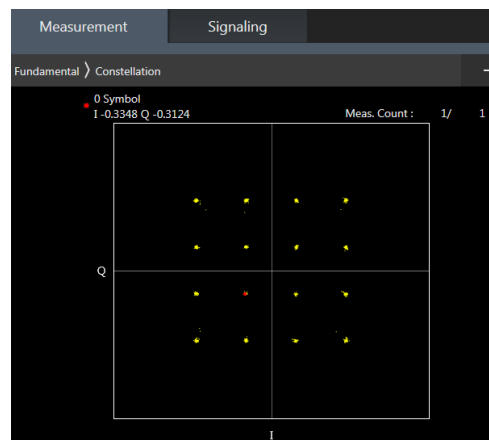 Measurement Signaling
Fundamental 〉 Constellation
0 Symbol
I -0.3348 Q -0.3124 Meas. Count : 1/ 1
Q
I